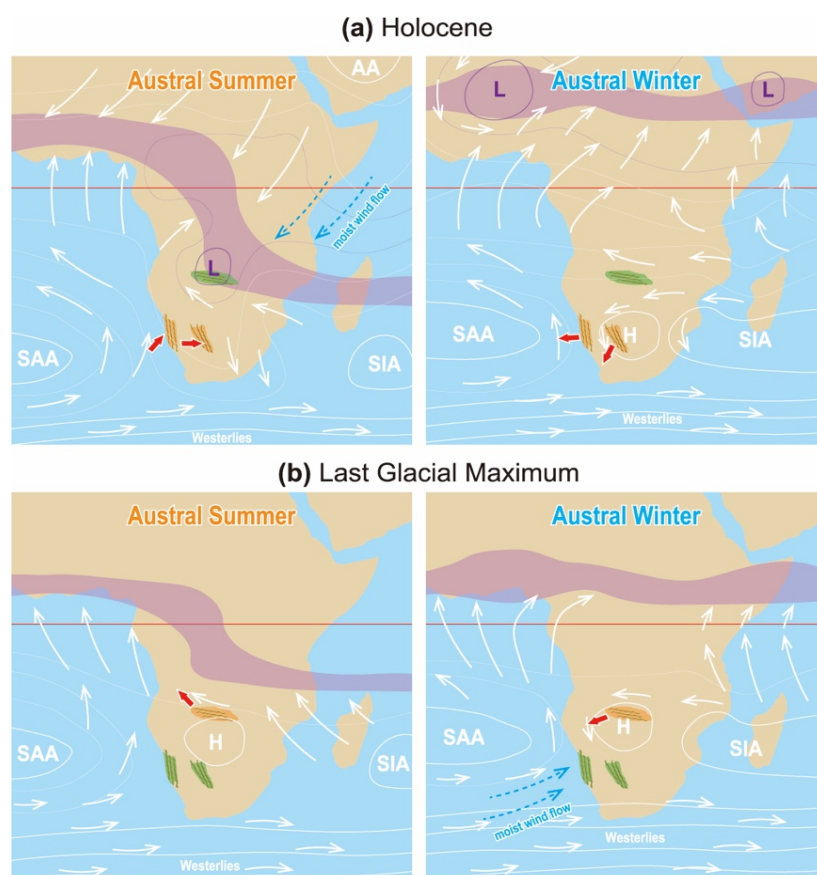 (a) Holocene
Austral Summer
AA
moist wind flow
L
SAA
SIA
Westerlies
Austral Winter
L
L
SAA
H
SIA
Westerlies
(b) Last Glacial Maximum
Austral Summer
SAA
H
SIA
Westerlies
Austral Winter
SAA
H
SIA
moist wind flow
Westerlies